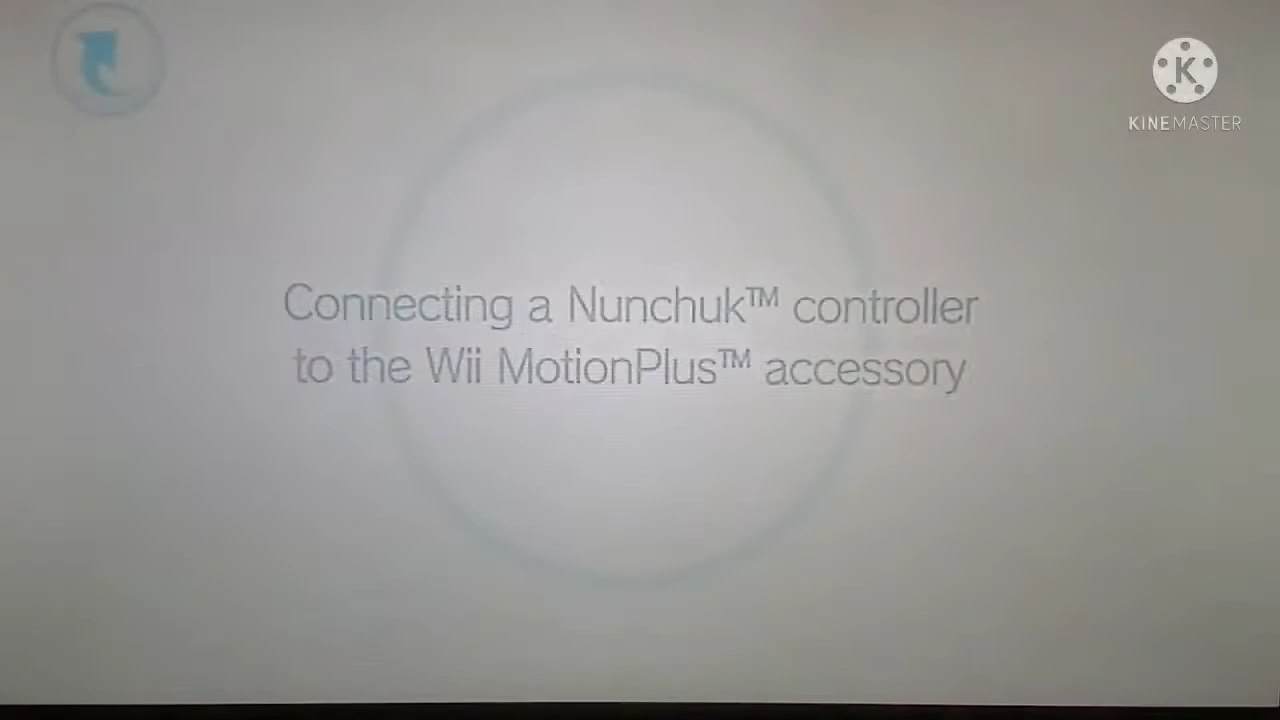 K
KINEMASTER
Connecting a Nunchuk™ controller
to the Wii MotionPlus™ accessory